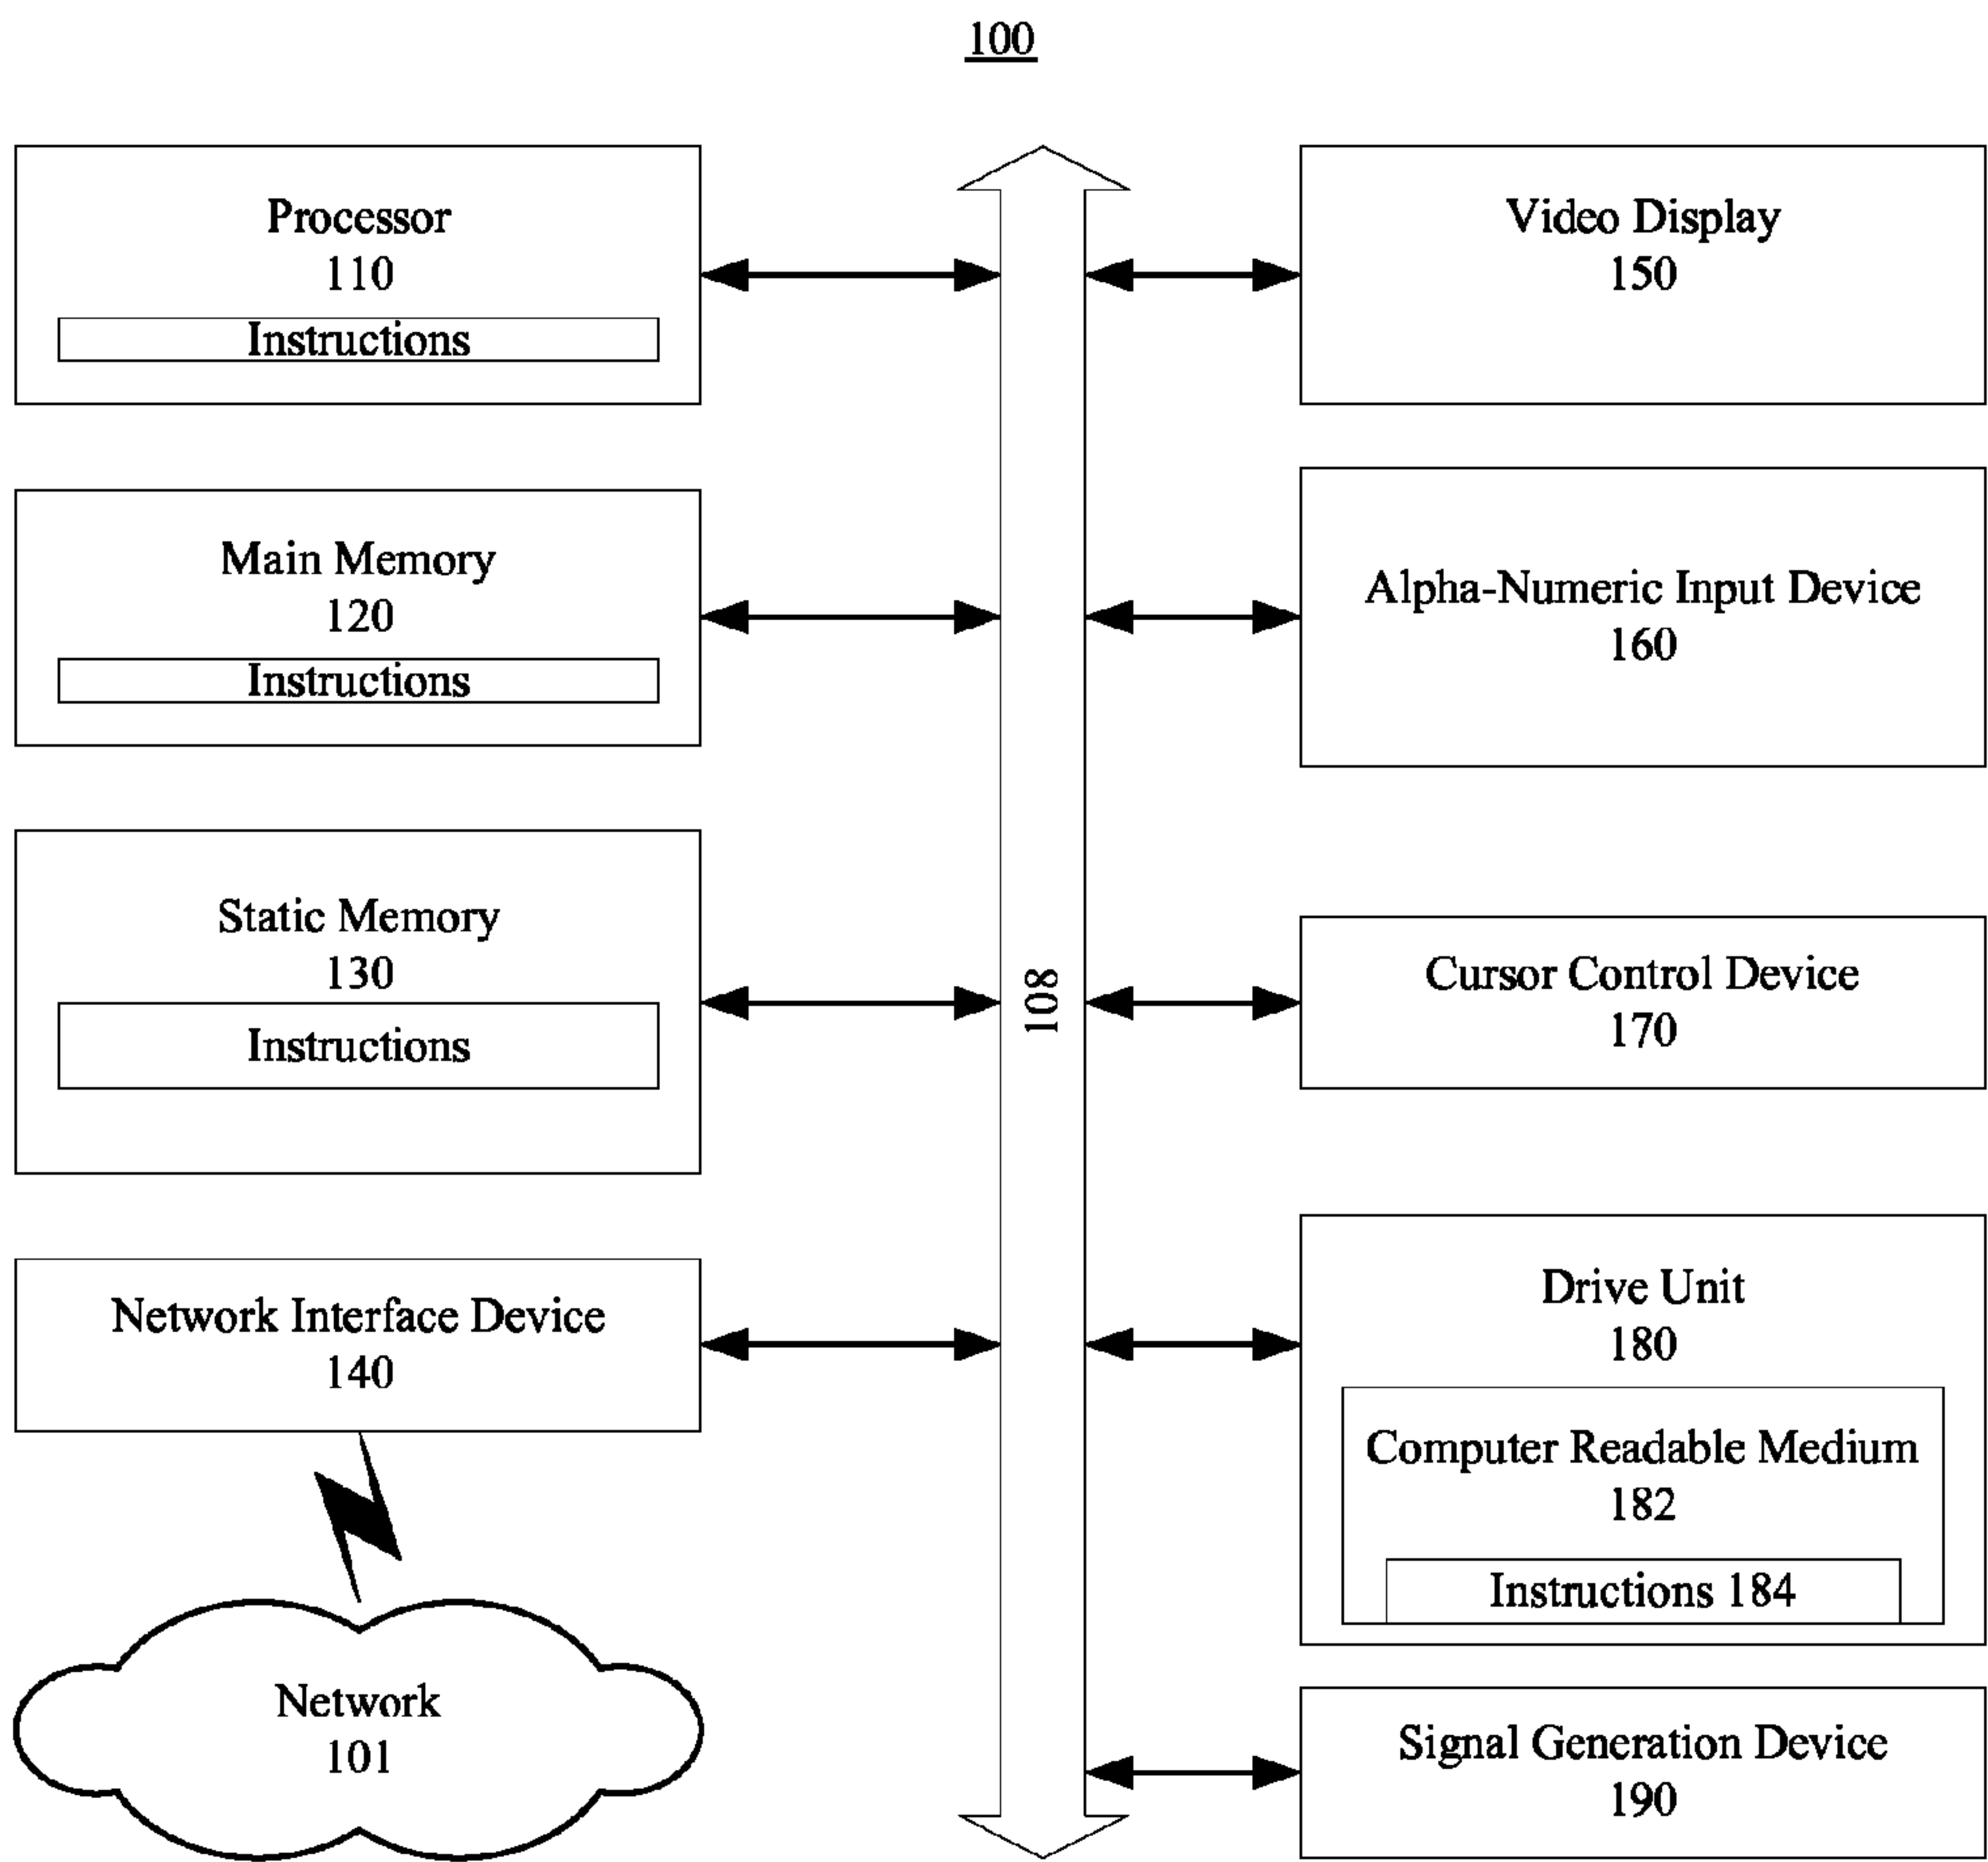 100
Processor
110
Instructions
Main Memory
120
Instructions
Static Memory
130
Instructions
Network Interface Device
140
Network
101
108
Video Display
150
Alpha-Numeric Input Device
160
Cursor Control Device
170
Drive Unit
180
Computer Readable Medium
182
Instructions 184
Signal Generation Device
190